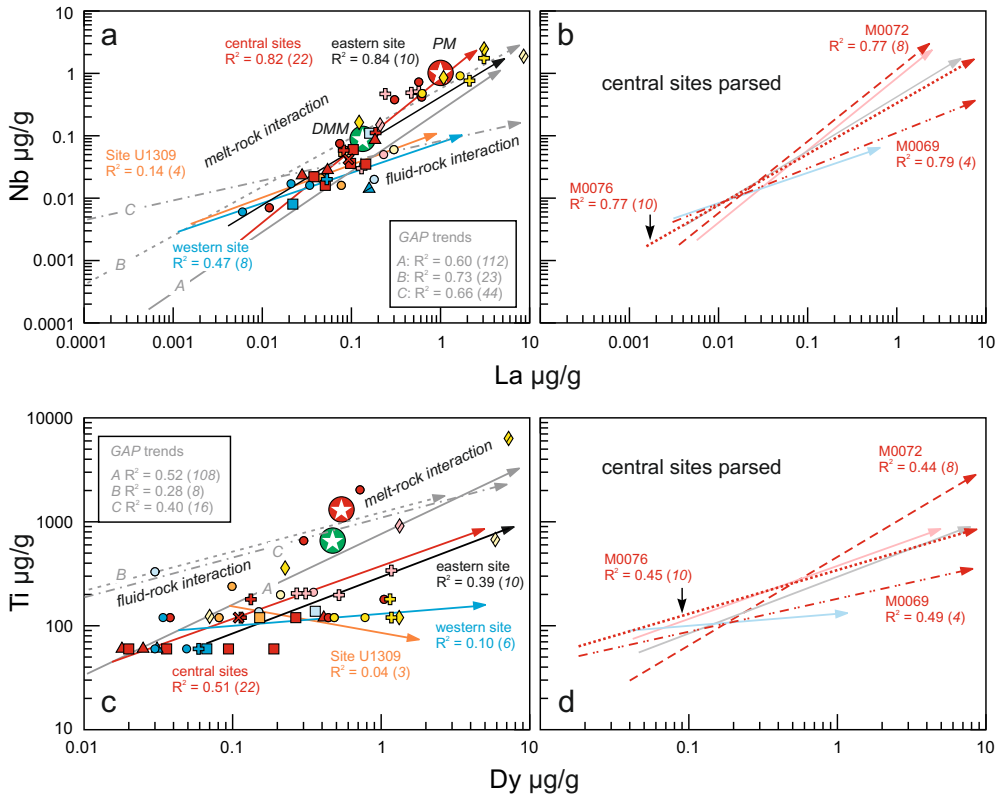 a
central sites
R² = 0.82 (22)
eastern site
R² = 0.84 (10)
PM
DMM
melt-rock interaction
fluid-rock interaction
Site U1309
R² = 0.14 (4)
western site
R² = 0.47 (8)
A
B
C
GAP trends
A: R² = 0.60 (112)
B: R² = 0.73 (23)
C: R² = 0.66 (44)
Nb µg/g
10
1
0.1
0.01
0.001
0.0001
0.0001
0.001
0.01
0.1
1
10
b
central sites parsed
M0072
R² = 0.77 (8)
M0069
R² = 0.79 (4)
M0076
R² = 0.77 (10)
0.001
0.01
0.1
1
10
La µg/g
c
GAP trends
A R² = 0.52 (108)
B R² = 0.28 (8)
C R² = 0.40 (16)
melt-rock interaction
fluid-rock interaction
A
B
C
eastern site
R² = 0.39 (10)
western site
R² = 0.10 (6)
Site U1309
R² = 0.04 (3)
central sites
R² = 0.51 (22)
Ti µg/g
10000
1000
100
10
0.01
0.1
1
10
d
central sites parsed
M0072
R² = 0.44 (8)
M0076
R² = 0.45 (10)
M0069
R² = 0.49 (4)
0.1
1
10
Dy µg/g